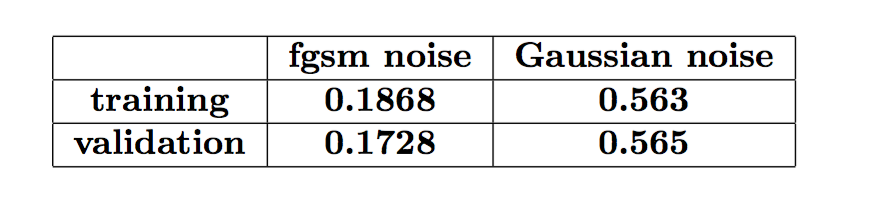 fgsm noise Gaussian noise
training 0.1868 0.563
validation 0.1728 0.565